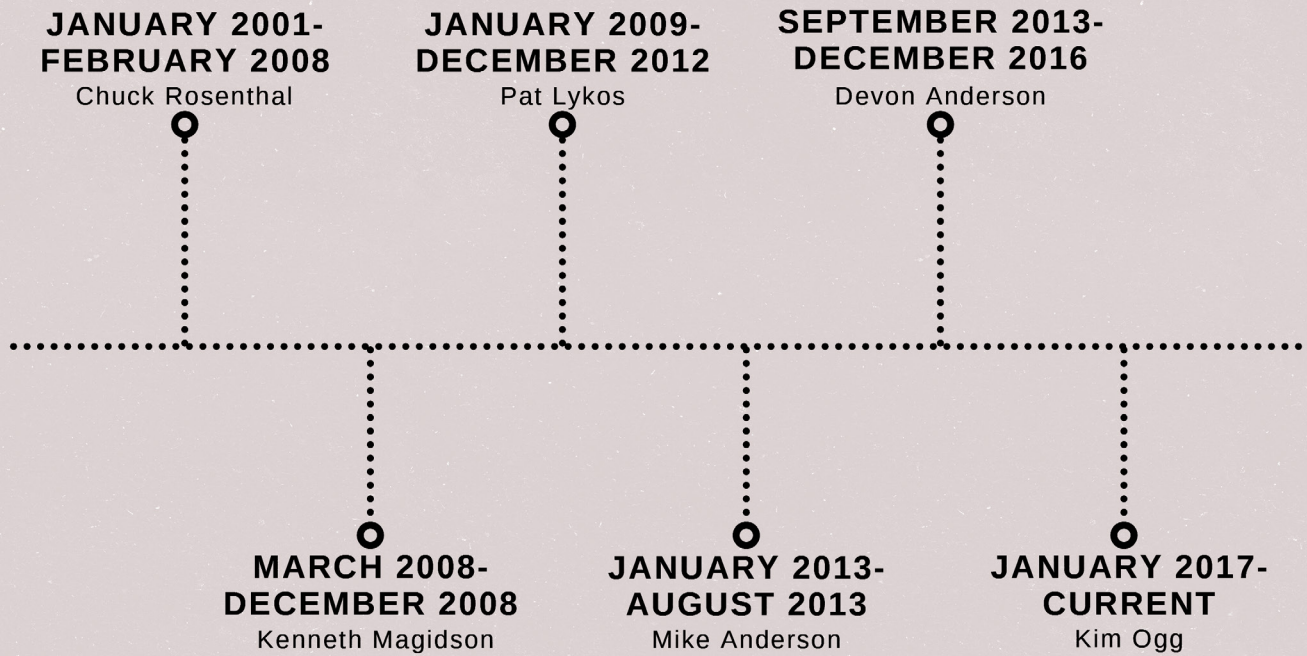 JANUARY 2001-
FEBRUARY 2008
Chuck Rosenthal
JANUARY 2009-
DECEMBER 2012
Pat Lykos
SEPTEMBER 2013-
DECEMBER 2016
Devon Anderson
MARCH 2008-
DECEMBER 2008
Kenneth Magidson
JANUARY 2013-
AUGUST 2013
Mike Anderson
JANUARY 2017-
CURRENT
Kim Ogg